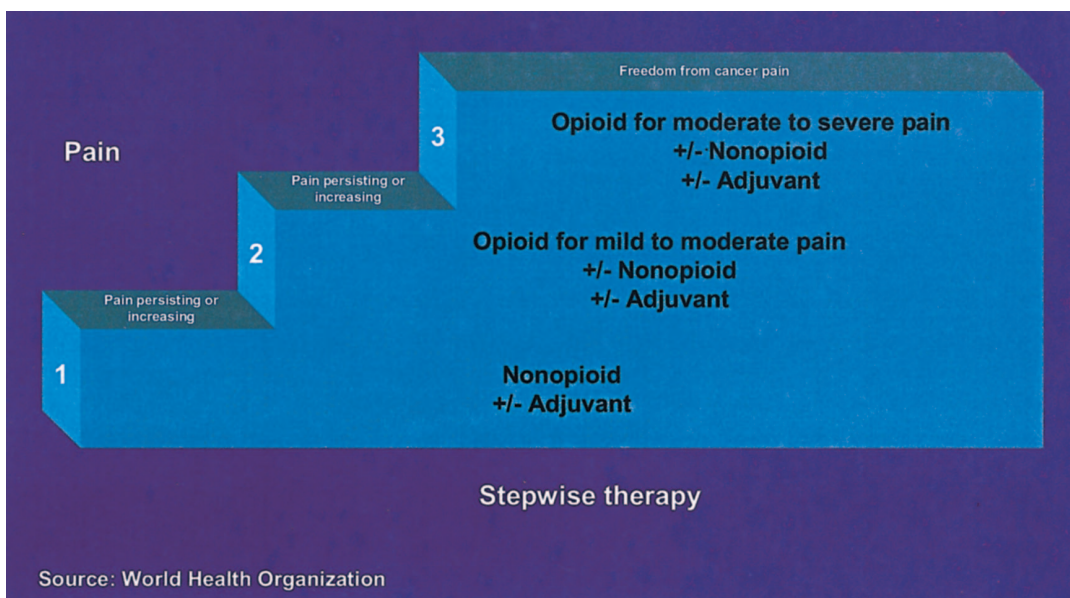 Freedom from cancer pain
3
Opioid for moderate to severe pain
+/- Nonopioid
+/- Adjuvant
Pain
Pain persisting or
increasing
2
Opioid for mild to moderate pain
+/- Nonopioid
+/- Adjuvant
Pain persisting or
increasing
1
Nonopioid
+/- Adjuvant
Stepwise therapy
Source: World Health Organization